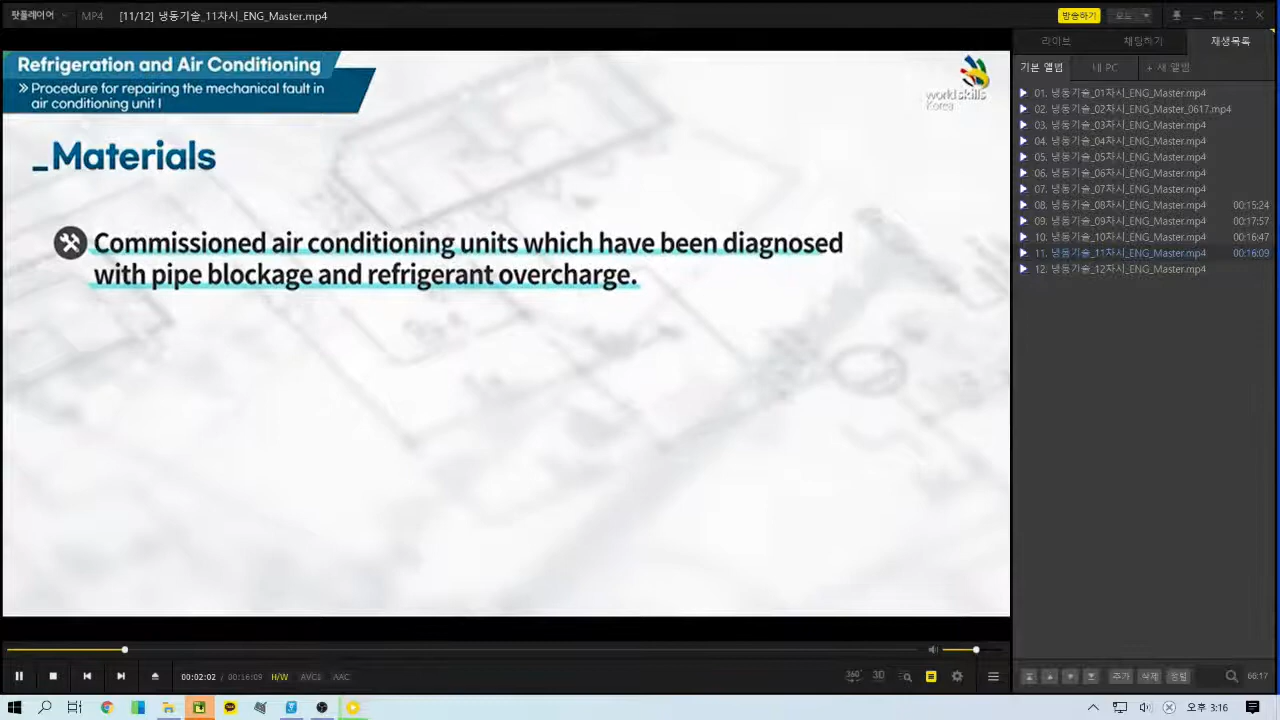 팟플레이어
MP4
[11/12] 냉동기술_11차시_ENG_Master.mp4
방송하기
모드
Refrigeration and Air Conditioning
Procedure for repairing the mechanical fault in
air conditioning unit I
worldskills
Korea
_Materials
Commissioned air conditioning units which have been diagnosed
with pipe blockage and refrigerant overcharge.
라이브 채팅하기 재생목록
기본 앨범 내 PC + 새 앨범
01. 냉동기술_01차시_ENG_Master.mp4
02. 냉동기술_02차시_ENG_Master_0617.mp4
03. 냉동기술_03차시_ENG_Master.mp4
04. 냉동기술_04차시_ENG_Master.mp4
05. 냉동기술_05차시_ENG_Master.mp4
06. 냉동기술_06차시_ENG_Master.mp4
07. 냉동기술_07차시_ENG_Master.mp4
08. 냉동기술_08차시_ENG_Master.mp4 00:15:24
09. 냉동기술_09차시_ENG_Master.mp4 00:17:57
10. 냉동기술_10차시_ENG_Master.mp4 00:16:47
11. 냉동기술_11차시_ENG_Master.mp4 00:16:09
12. 냉동기술_12차시_ENG_Master.mp4
00:02:02 / 00:16:09 H/W AVC1 AAC
360° 3D
추가 삭제 정렬 66:17
오후 3:16